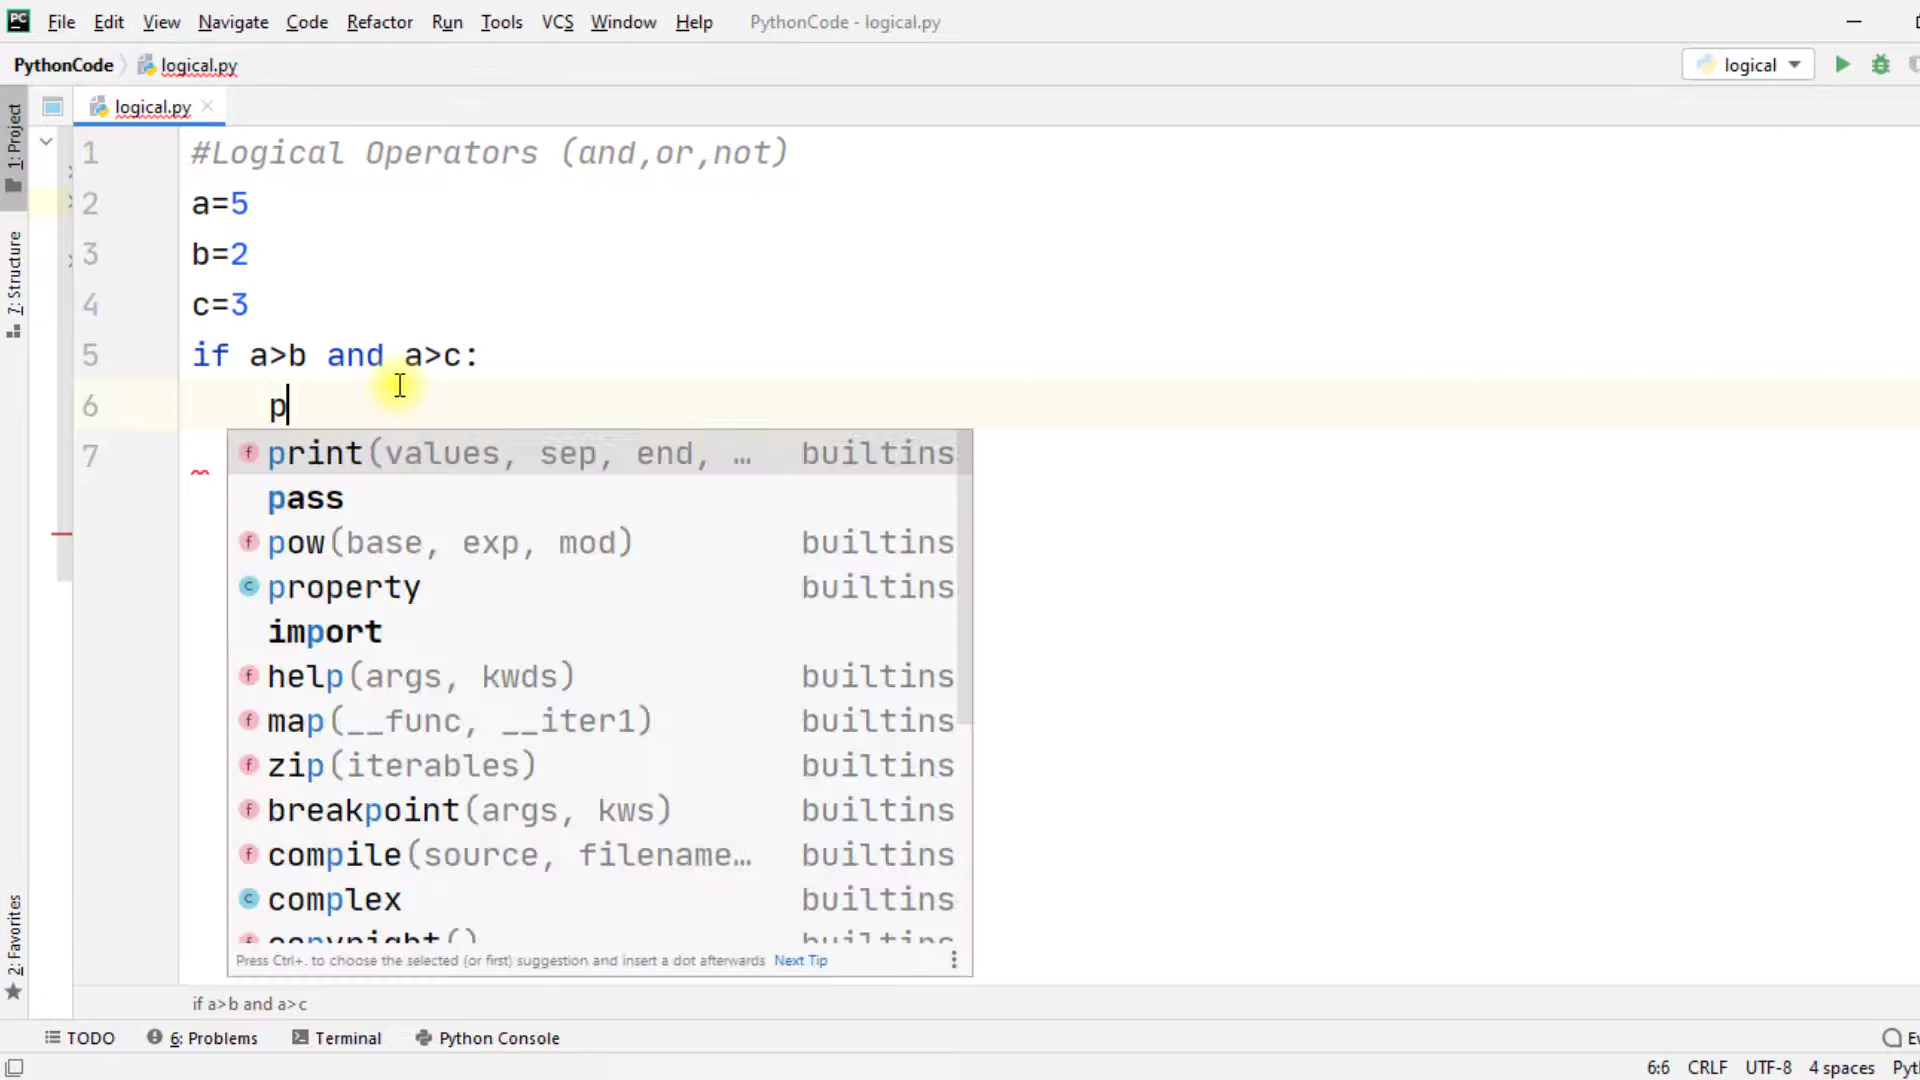 PC File Edit View Navigate Code Refactor Run Tools VCS Window Help PythonCode - logical.py
PythonCode logical.py logical
1: Project
7: Structure
2: Favorites
logical.py
1 #Logical Operators (and,or,not)
2 a=5
3 b=2
4 c=3
5 if a>b and a>c:
6 p
7
f print(values, sep, end, … builtins
pass
f pow(base, exp, mod) builtins
c property builtins
import
f help(args, kwds) builtins
f map(__func, __iter1) builtins
f zip(iterables) builtins
f breakpoint(args, kws) builtins
f compile(source, filename… builtins
c complex builtins
f copyright() builtins
Press Ctrl+. to choose the selected (or first) suggestion and insert a dot afterwards Next Tip
if a>b and a>c
TODO 6: Problems Terminal Python Console
6:6 CRLF UTF-8 4 spaces